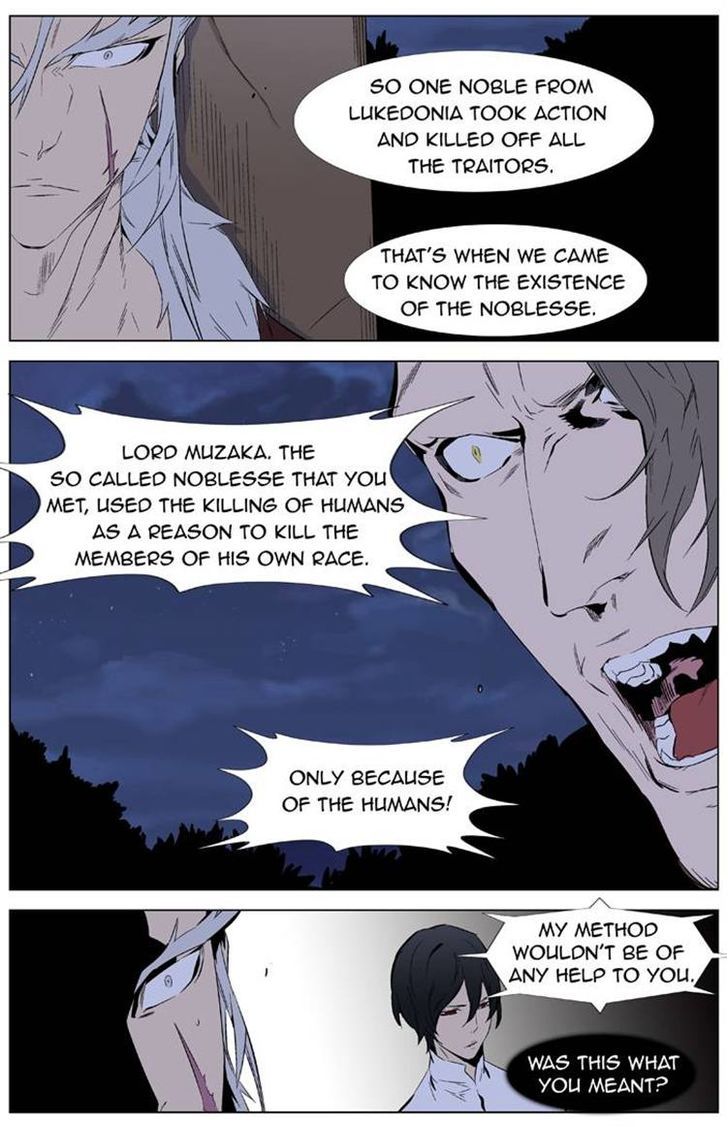 SO ONE NOBLE FROM
LUKEDONIA TOOK ACTION
AND KILLED OFF ALL
THE TRAITORS.
THAT'S WHEN WE CAME
TO KNOW THE EXISTENCE
OF THE NOBLESSE.
LORD MUZAKA. THE
SO CALLED NOBLESSE THAT YOU
MET, USED THE KILLING OF HUMANS
AS A REASON TO KILL THE
MEMBERS OF HIS OWN RACE.
ONLY BECAUSE
OF THE HUMANS!
MY METHOD
WOULDN'T BE OF
ANY HELP TO YOU.
WAS THIS WHAT
YOU MEANT?